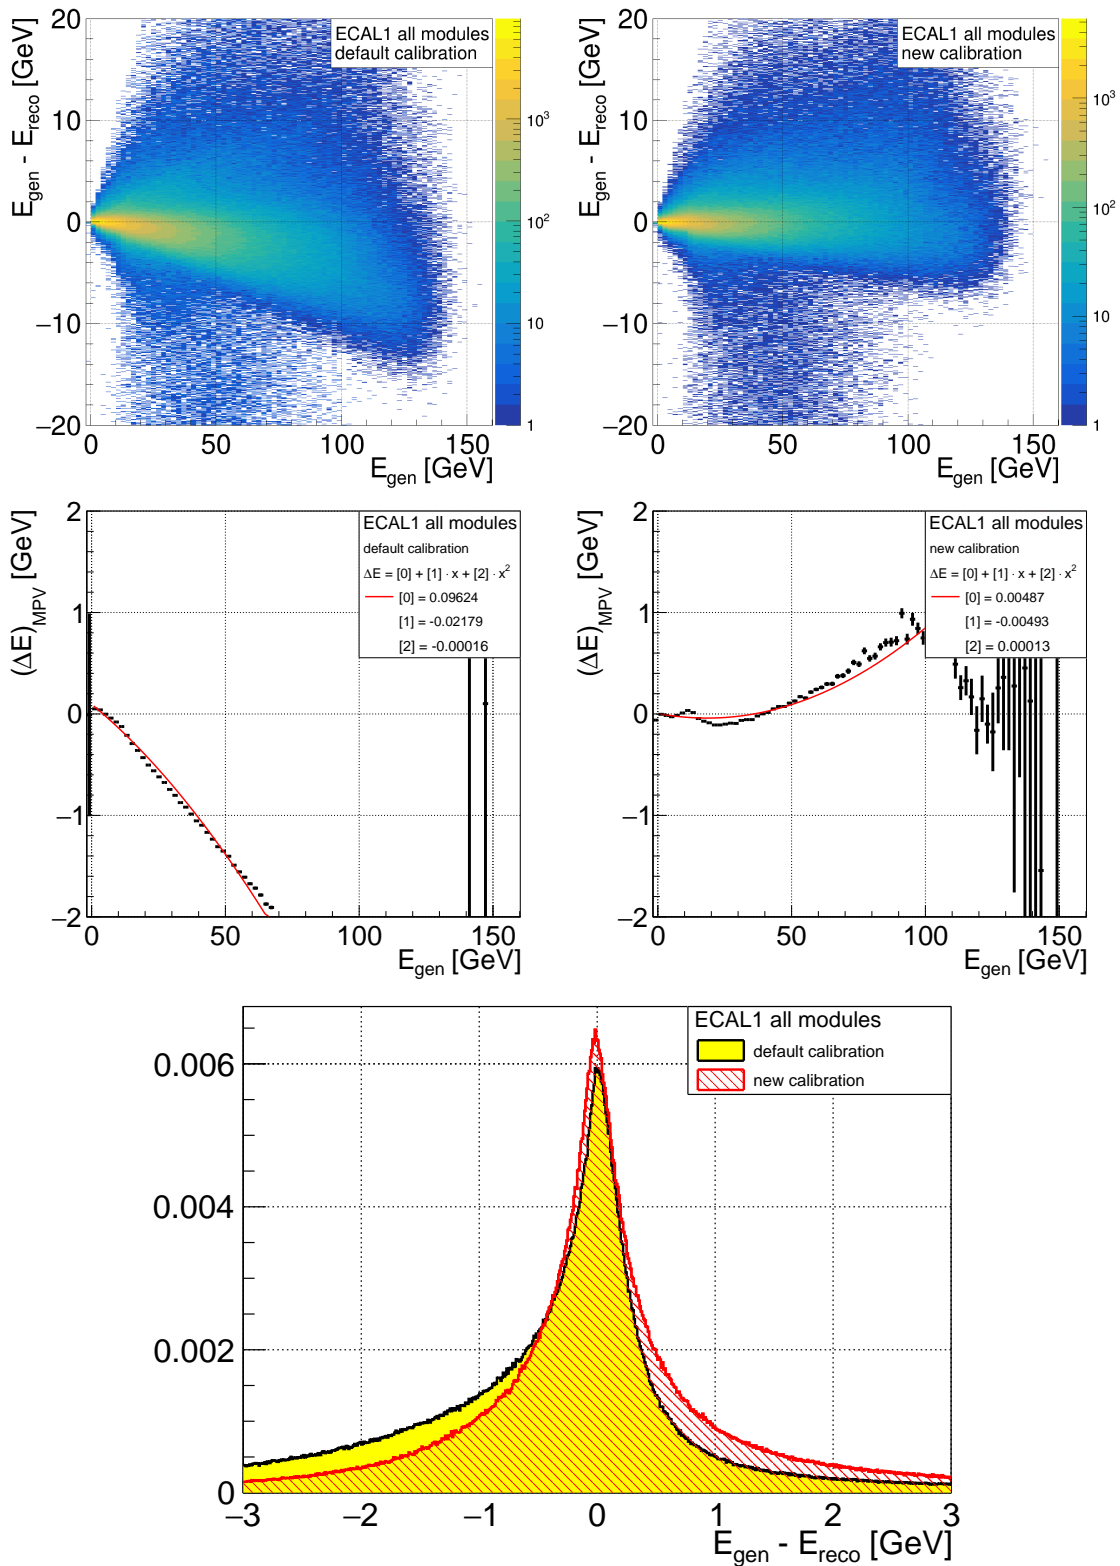 ECAL1 all modules
default calibration
E_gen - E_reco [GeV]
20
10
0
−10
−20
0
50
100
150
E_gen [GeV]
10^3
10^2
10
1
ECAL1 all modules
new calibration
E_gen - E_reco [GeV]
20
10
0
−10
−20
0
50
100
150
E_gen [GeV]
10^3
10^2
10
1
ECAL1 all modules
default calibration
ΔE = [0] + [1] · x + [2] · x^2
[0] = 0.09624
[1] = -0.02179
[2] = -0.00016
(ΔE)_MPV [GeV]
2
1
0
−1
−2
0
50
100
150
E_gen [GeV]
ECAL1 all modules
new calibration
ΔE = [0] + [1] · x + [2] · x^2
[0] = 0.00487
[1] = -0.00493
[2] = 0.00013
(ΔE)_MPV [GeV]
2
1
0
−1
−2
0
50
100
150
E_gen [GeV]
ECAL1 all modules
default calibration
new calibration
0.006
0.004
0.002
0
−3
−2
−1
0
1
2
3
E_gen - E_reco [GeV]